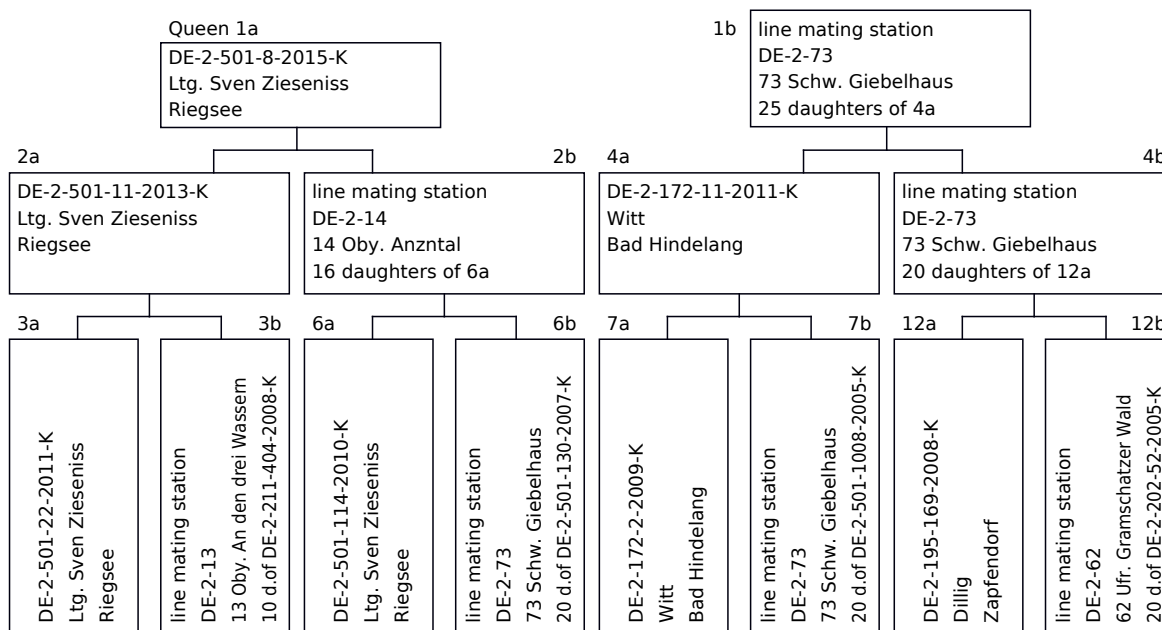 Queen 1a
DE-2-501-8-2015-K
Ltg. Sven Zieseniss
Riegsee
1b
line mating station
DE-2-73
73 Schw. Giebelhaus
25 daughters of 4a
2a
DE-2-501-11-2013-K
Ltg. Sven Zieseniss
Riegsee
2b
line mating station
DE-2-14
14 Oby. Anzntal
16 daughters of 6a
4a
DE-2-172-11-2011-K
Witt
Bad Hindelang
4b
line mating station
DE-2-73
73 Schw. Giebelhaus
20 daughters of 12a
3a
DE-2-501-22-2011-K
Ltg. Sven Zieseniss
Riegsee
3b
line mating station
DE-2-13
13 Oby. An den drei Wassern
10 d.of DE-2-211-404-2008-K
6a
DE-2-501-114-2010-K
Ltg. Sven Zieseniss
Riegsee
6b
line mating station
DE-2-73
73 Schw. Giebelhaus
20 d.of DE-2-501-130-2007-K
7a
DE-2-172-2-2009-K
Witt
Bad Hindelang
7b
line mating station
DE-2-73
73 Schw. Giebelhaus
20 d.of DE-2-501-1008-2005-K
12a
DE-2-195-169-2008-K
Dillig
Zapfendorf
12b
line mating station
DE-2-62
62 Ufr. Gramschatzer Wald
20 d.of DE-2-202-52-2005-K